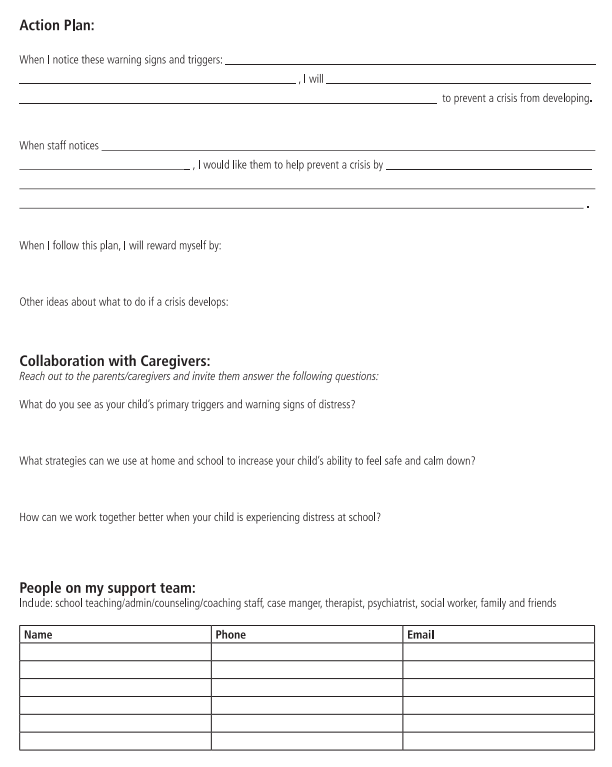 Action Plan:
When I notice these warning signs and triggers:
, I will
to prevent a crisis from developing.
When staff notices
, I would like them to help prevent a crisis by
.
When I follow this plan, I will reward myself by:
Other ideas about what to do if a crisis develops:
Collaboration with Caregivers:
Reach out to the parents/caregivers and invite them answer the following questions:
What do you see as your child's primary triggers and warning signs of distress?
What strategies can we use at home and school to increase your child's ability to feel safe and calm down?
How can we work together better when your child is experiencing distress at school?
People on my support team:
Include: school teaching/admin/counseling/coaching staff, case manger, therapist, psychiatrist, social worker, family and friends
Name Phone Email